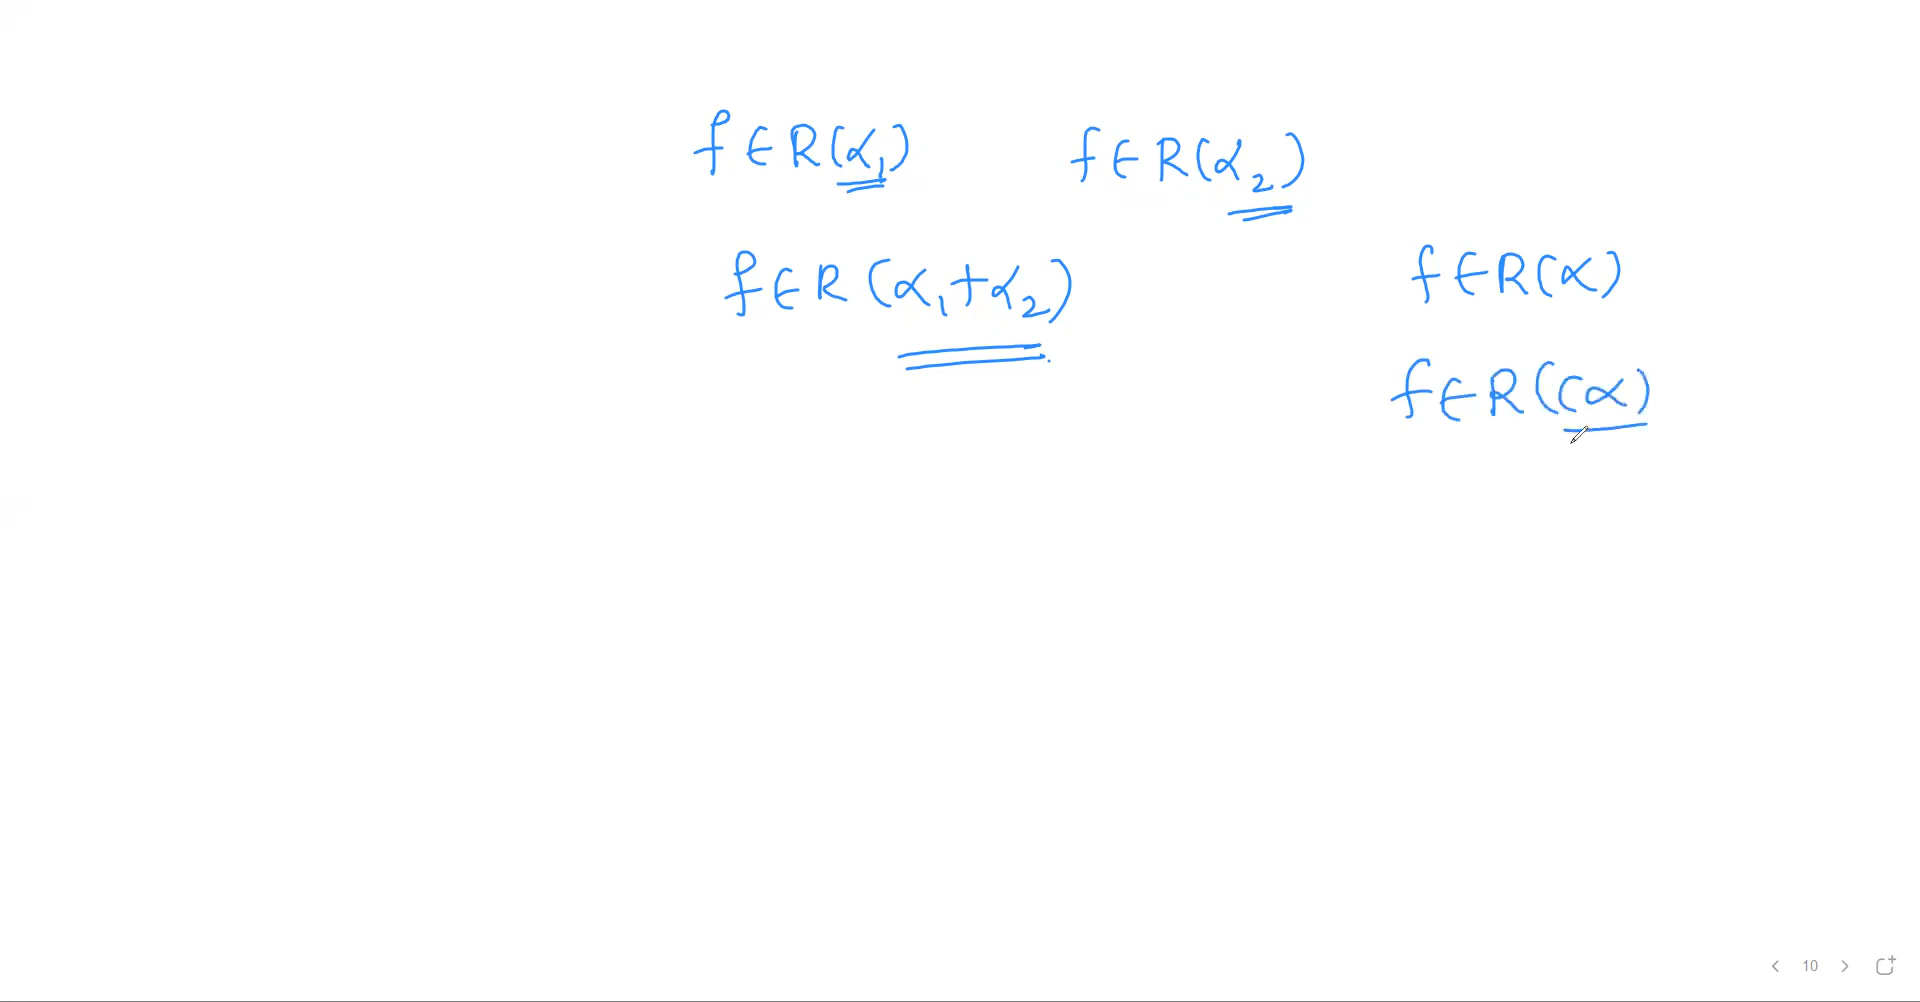 f ∈ R(α₁) f ∈ R(α₂)
f ∈ R(α₁+α₂)
f ∈ R(α)
f ∈ R(cα)
10